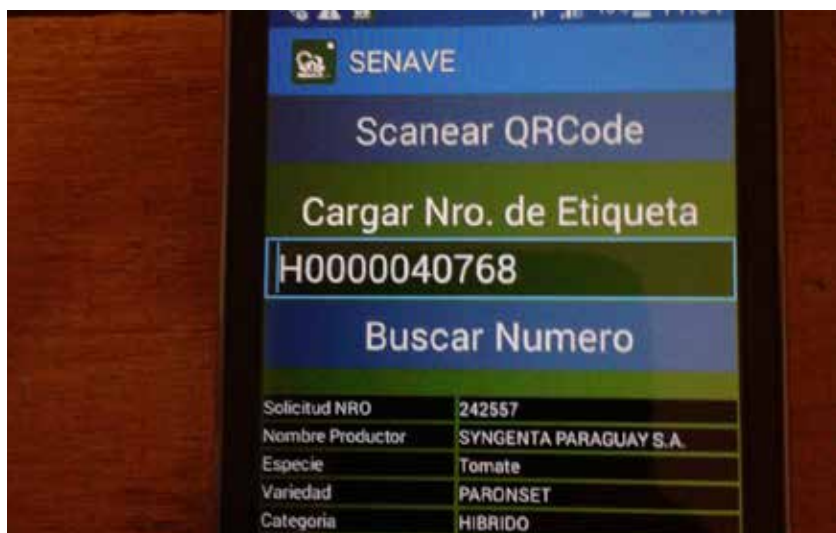 SENAVE
Scanear QRCode
Cargar Nro. de Etiqueta
H0000040768
Buscar Numero
Solicitud NRO 242557
Nombre Productor SYNGENTA PARAGUAY S.A.
Especie Tomate
Variedad PARONSET
Categoria HIBRIDO